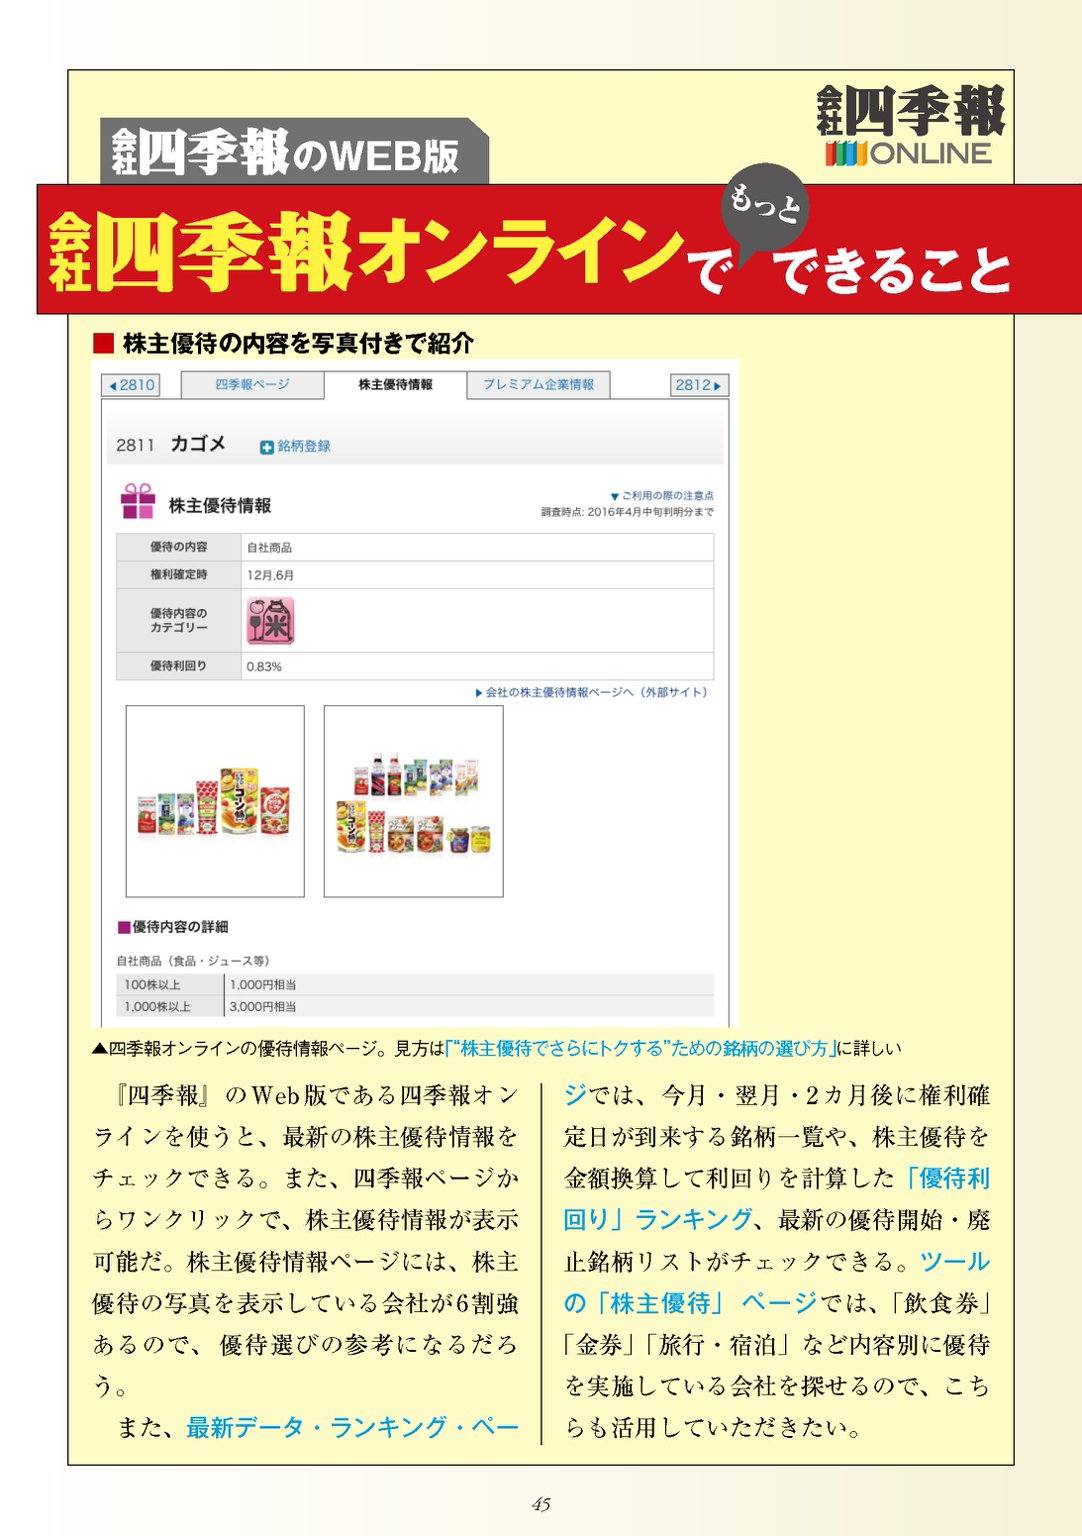 会社四季報
ONLINE
会社四季報のWEB版
会社四季報オンラインで もっと できること
■ 株主優待の内容を写真付きで紹介
◀2810 四季報ページ 株主優待情報 プレミアム企業情報 2812▶
2811 カゴメ 銘柄登録
株主優待情報
▼ご利用の際の注意点
調査時点: 2016年4月中旬判明分まで
優待の内容 自社商品
権利確定時 12月,6月
優待内容の
カテゴリー
米
優待利回り 0.83%
▶会社の株主優待情報ページへ（外部サイト）
■優待内容の詳細
自社商品（食品・ジュース等）
100株以上 1,000円相当
1,000株以上 3,000円相当
▲四季報オンラインの優待情報ページ。見方は「“株主優待でさらにトクする”ための銘柄の選び方」に詳しい
『四季報』のWeb版である四季報オン
ラインを使うと、最新の株主優待情報を
チェックできる。また、四季報ページか
らワンクリックで、株主優待情報が表示
可能だ。株主優待情報ページには、株主
優待の写真を表示している会社が6割強
あるので、優待選びの参考になるだろ
う。
また、最新データ・ランキング・ペー
ジでは、今月・翌月・2カ月後に権利確
定日が到来する銘柄一覧や、株主優待を
金額換算して利回りを計算した「優待利
回り」ランキング、最新の優待開始・廃
止銘柄リストがチェックできる。ツール
の「株主優待」ページでは、「飲食券」
「金券」「旅行・宿泊」など内容別に優待
を実施している会社を探せるので、こち
らも活用していただきたい。
45